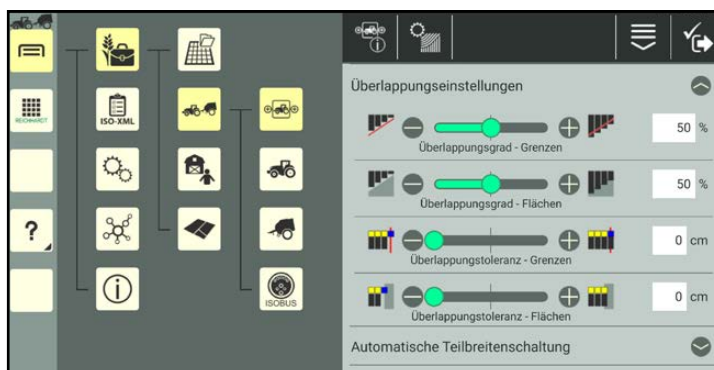 REICHHARDT
?
ISO-XML
ISOBUS
Überlappungseinstellungen
50 %
Überlappungsgrad - Grenzen
50 %
Überlappungsgrad - Flächen
0 cm
Überlappungstoleranz - Grenzen
0 cm
Überlappungstoleranz - Flächen
Automatische Teilbreitenschaltung